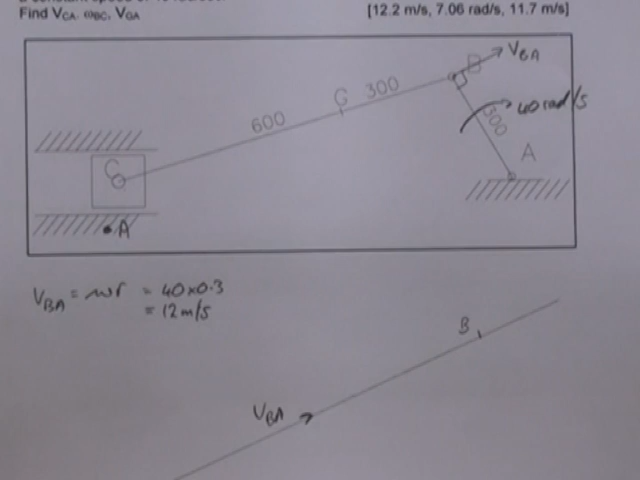 Find VCA, ωBC, VGA [12.2 m/s, 7.06 rad/s, 11.7 m/s]
VBA
B
300
G
600
40 rad/s
300
A
C
A
VBA = ωr = 40×0.3
= 12m/s
B
VBA